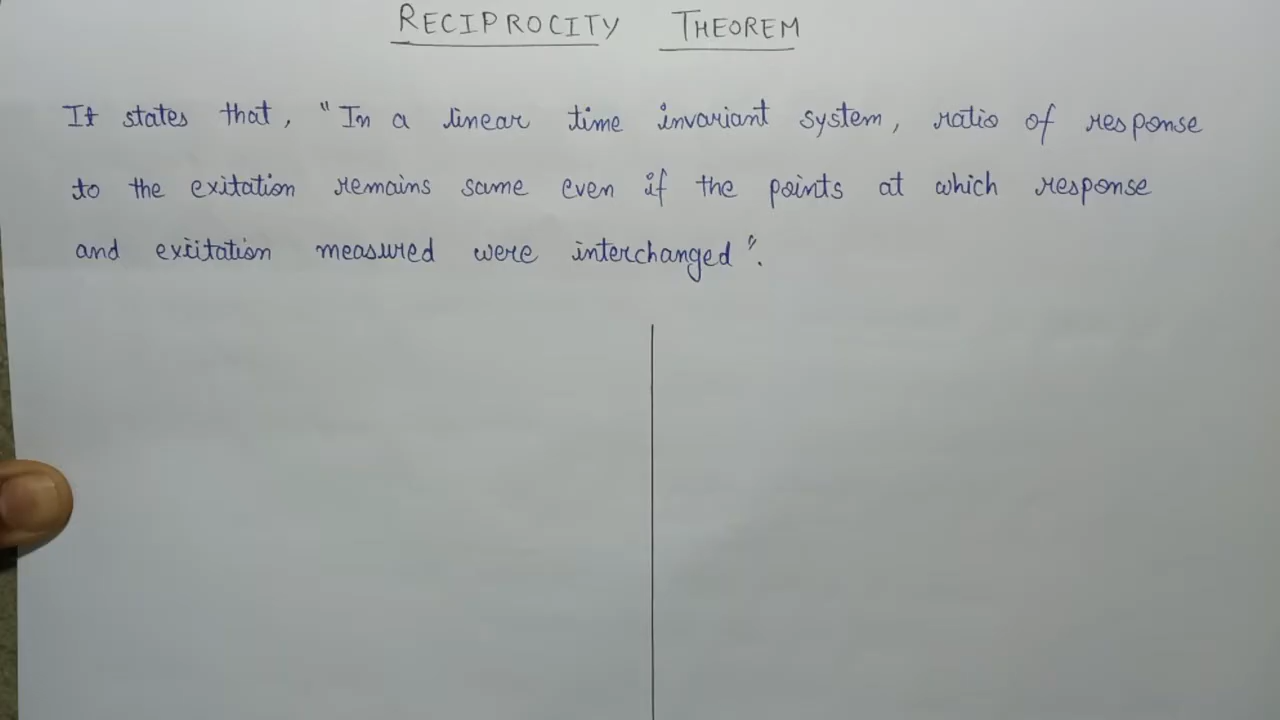 RECIPROCITY THEOREM
It states that, "In a linear time invariant system, ratio of response
to the exitation remains same even if the points at which response
and excitation measured were interchanged".